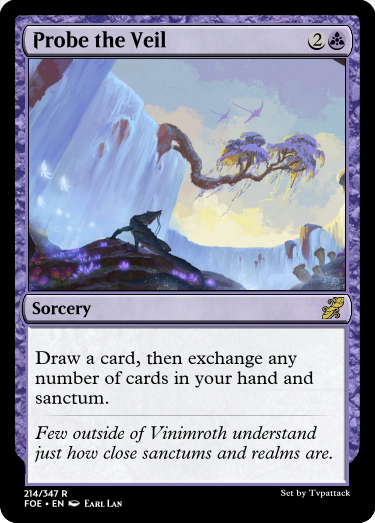 Probe the Veil 2
Sorcery
Draw a card, then exchange any
number of cards in your hand and
sanctum.
Few outside of Vinimroth understand
just how close sanctums and realms are.
214/347 R
FOE • EN Earl Lan
Set by Tvpattack